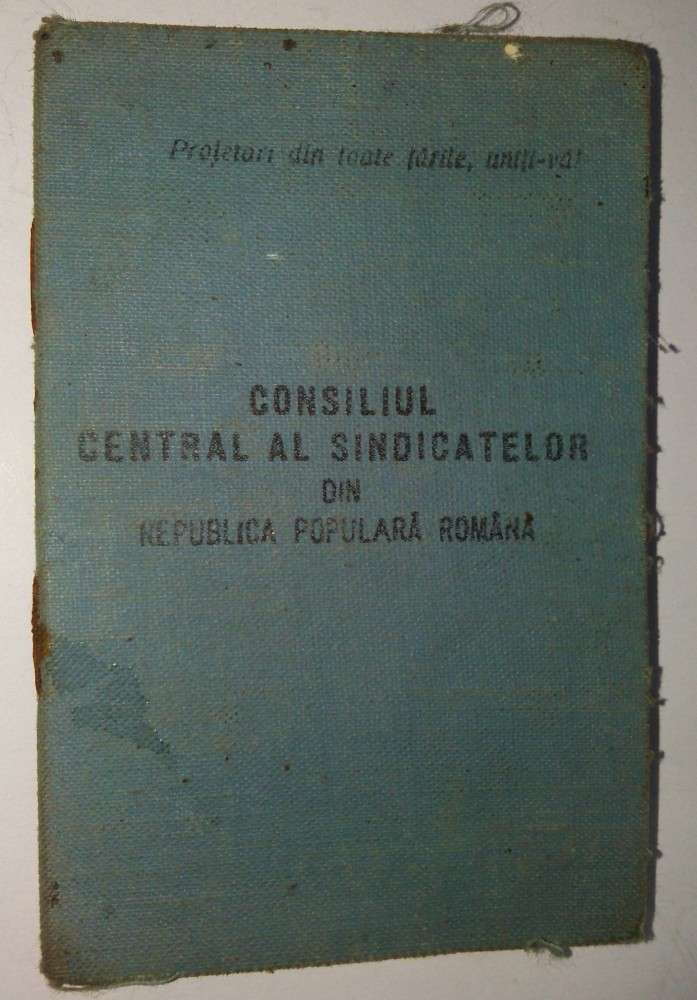 Proletari din toate țările, uniți-vă!
CONSILIUL
CENTRAL AL SINDICATELOR
DIN
REPUBLICA POPULARĂ ROMÂNĂ